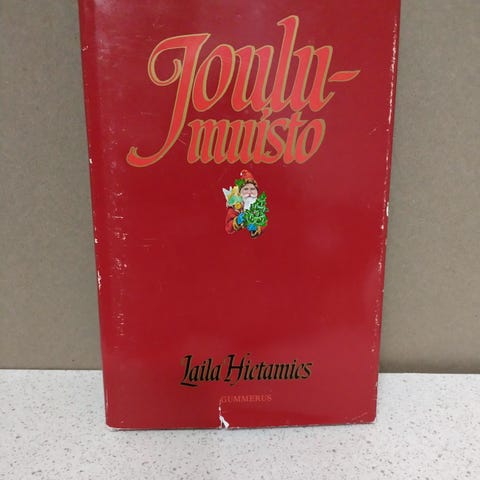 Joulu-
muisto
Laila Hietamies
GUMMERUS